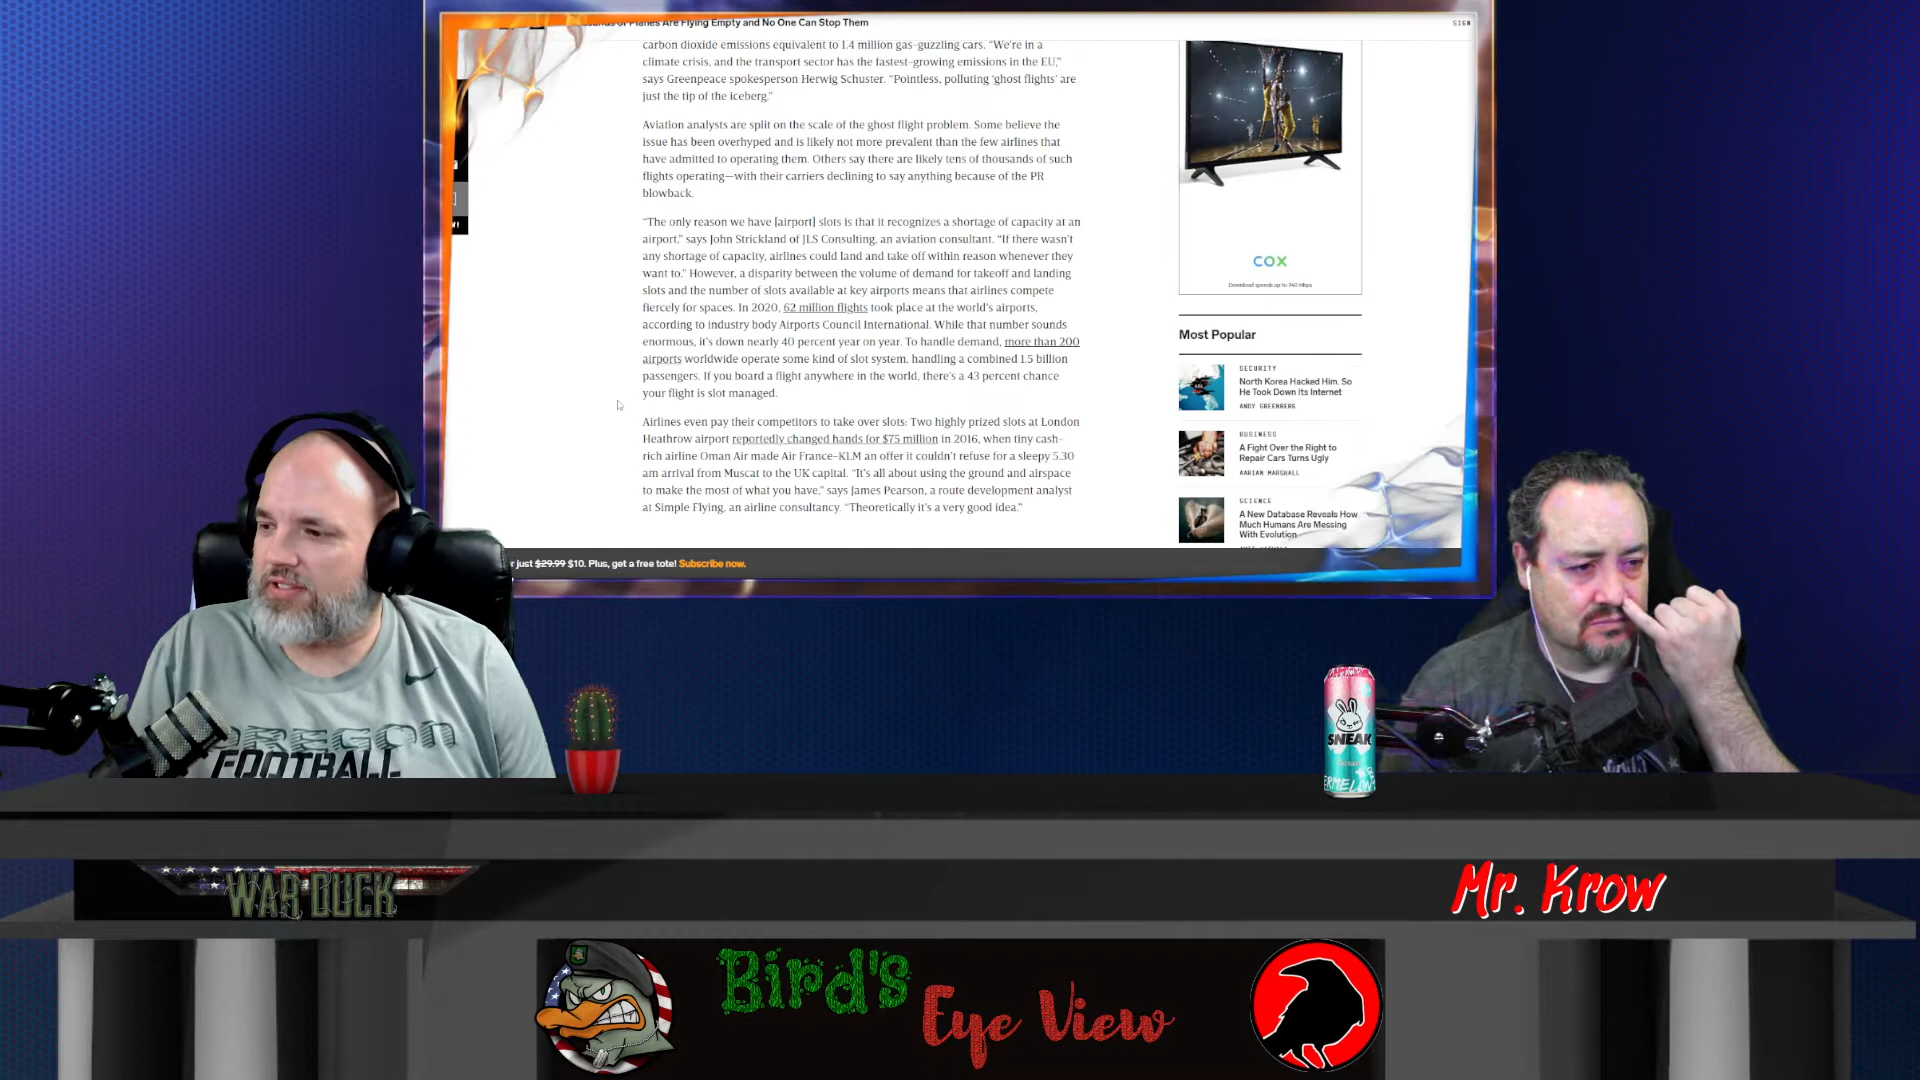 Planes Are Flying Empty and No One Can Stop Them
SIGN
carbon dioxide emissions equivalent to 1.4 million gas-guzzling cars. “We’re in a
climate crisis, and the transport sector has the fastest-growing emissions in the EU,”
says Greenpeace spokesperson Herwig Schuster. “Pointless, polluting ‘ghost flights’ are
just the tip of the iceberg.”
Aviation analysts are split on the scale of the ghost flight problem. Some believe the
issue has been overhyped and is likely not more prevalent than the few airlines that
have admitted to operating them. Others say there are likely tens of thousands of such
flights operating—with their carriers declining to say anything because of the PR
blowback.
“The only reason we have [airport] slots is that it recognizes a shortage of capacity at an
airport,” says John Strickland of JLS Consulting, an aviation consultant. “If there wasn’t
any shortage of capacity, airlines could land and take off within reason whenever they
want to.” However, a disparity between the volume of demand for takeoff and landing
slots and the number of slots available at key airports means that airlines compete
fiercely for spaces. In 2020, 62 million flights took place at the world’s airports,
according to industry body Airports Council International. While that number sounds
enormous, it’s down nearly 40 percent year on year. To handle demand, more than 200
airports worldwide operate some kind of slot system, handling a combined 1.5 billion
passengers. If you board a flight anywhere in the world, there’s a 43 percent chance
your flight is slot managed.
Airlines even pay their competitors to take over slots: Two highly prized slots at London
Heathrow airport reportedly changed hands for $75 million in 2016, when tiny cash-
rich airline Oman Air made Air France-KLM an offer it couldn’t refuse for a sleepy 5.30
am arrival from Muscat to the UK capital. “It’s all about using the ground and airspace
to make the most of what you have,” says James Pearson, a route development analyst
at Simple Flying, an airline consultancy. “Theoretically it’s a very good idea.”
COX
Download speeds up to 940 Mbps
Most Popular
SECURITY
North Korea Hacked Him. So
He Took Down Its Internet
ANDY GREENBERG
BUSINESS
A Fight Over the Right to
Repair Cars Turns Ugly
AARIAN MARSHALL
SCIENCE
A New Database Reveals How
Much Humans Are Messing
With Evolution
just $29.99 $10. Plus, get a free tote! Subscribe now.
OREGON
FOOTBALL
SNEAK
WAR DUCK
Mr. Krow
Bird's
Eye View